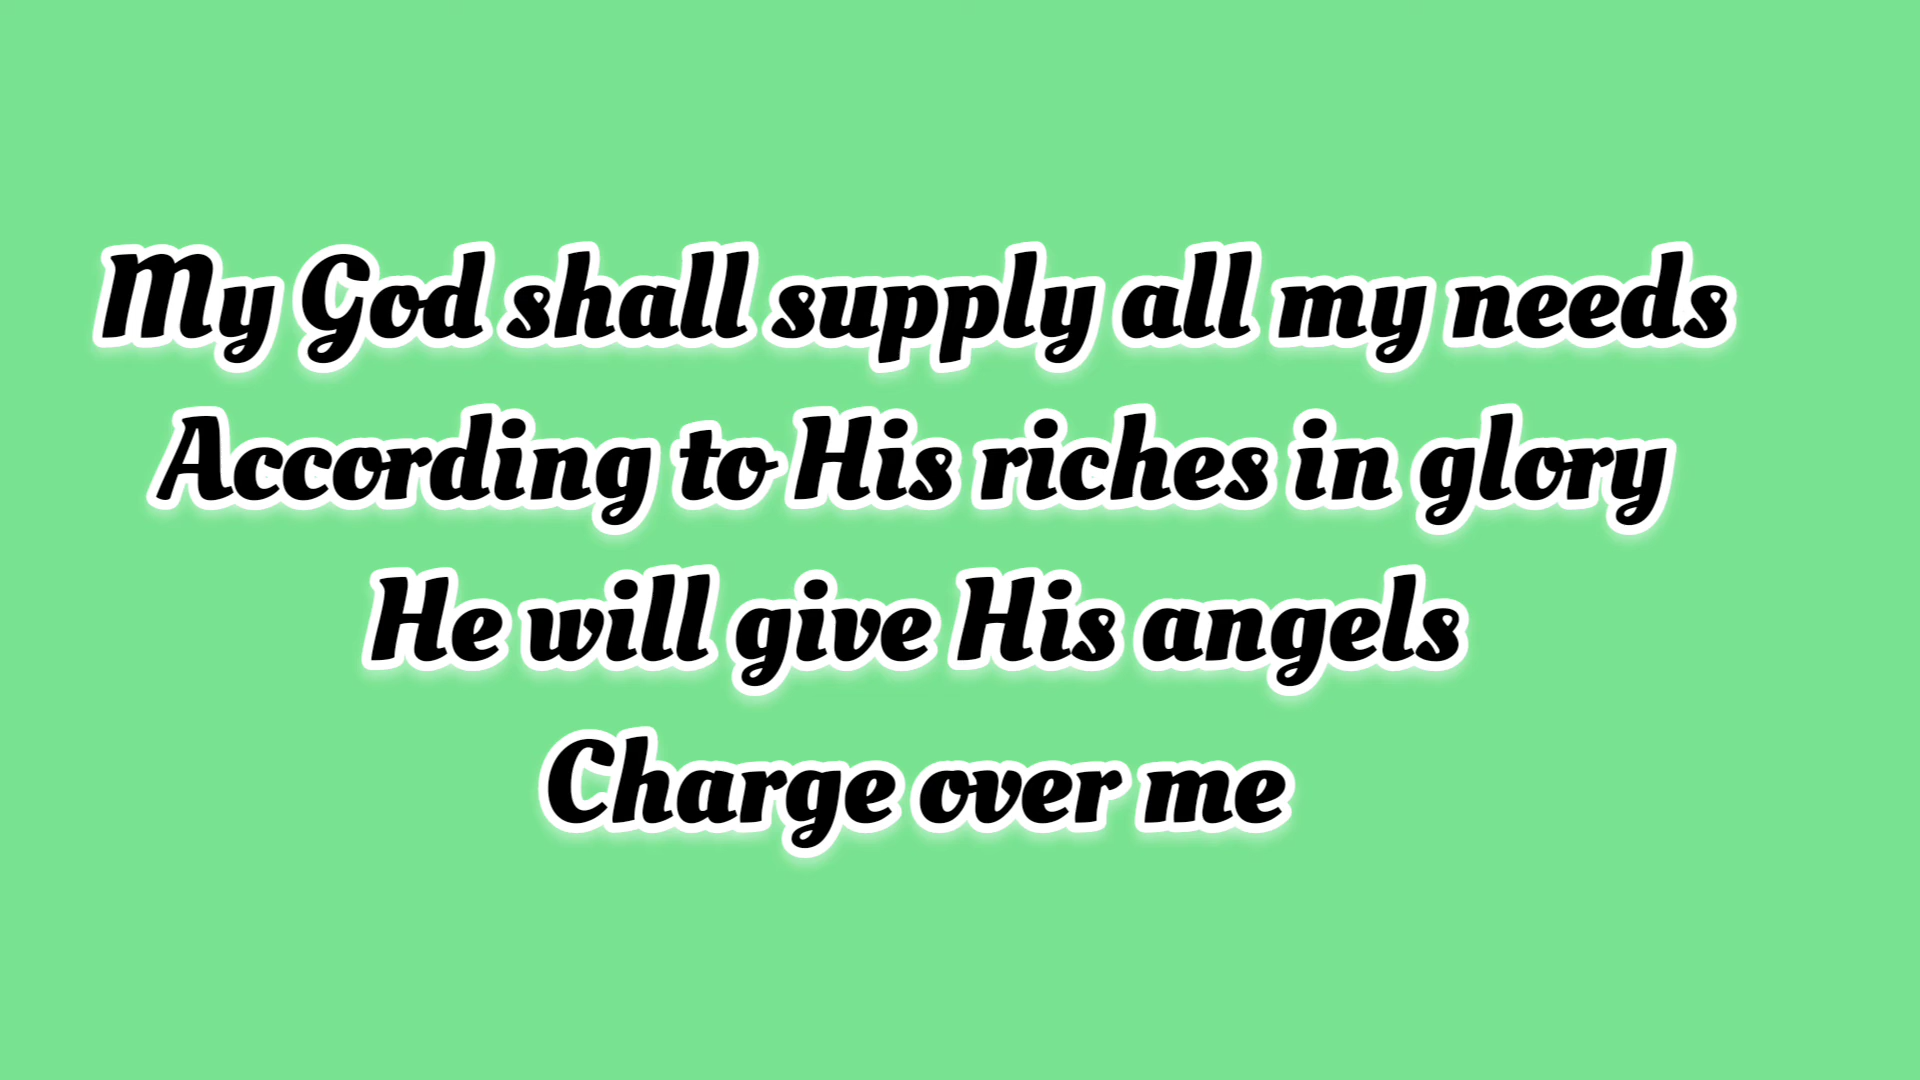 My God shall supply all my needs
According to His riches in glory
He will give His angels
Charge over me